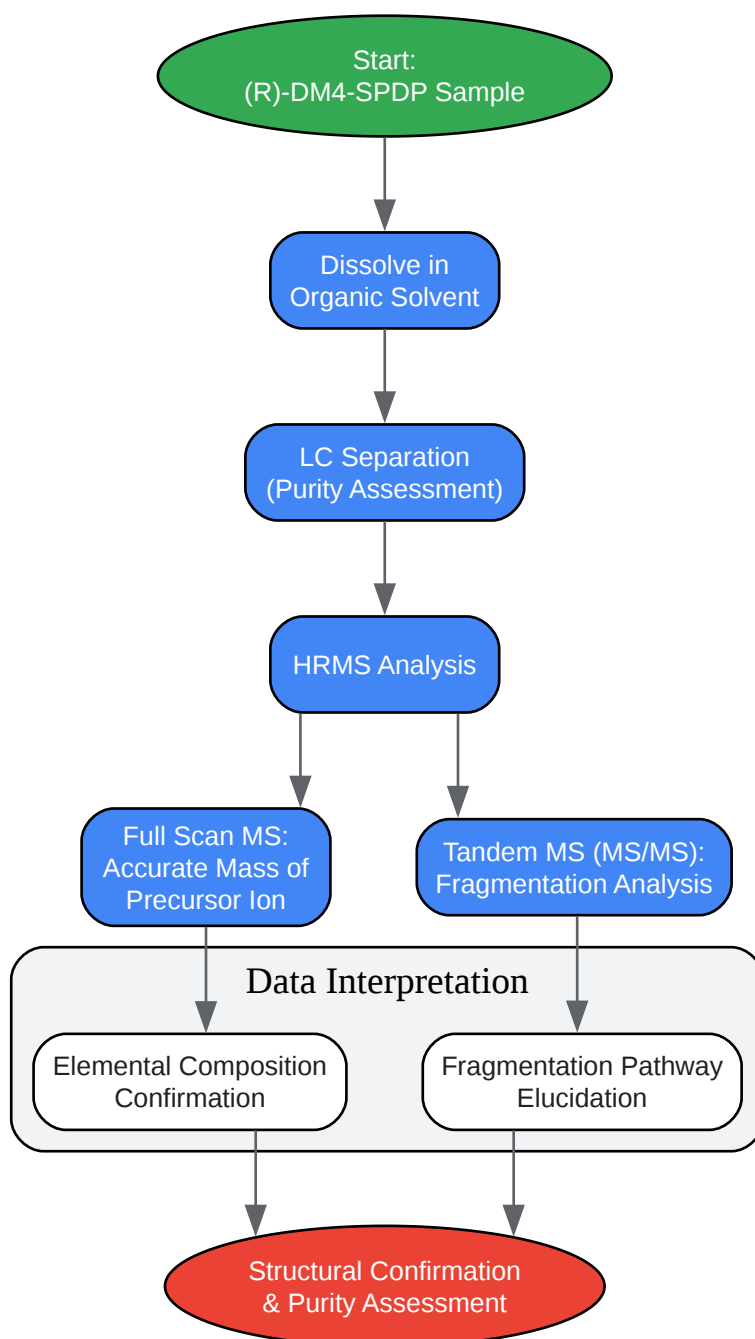 Start:
(R)-DM4-SPDP Sample
Dissolve in
Organic Solvent
LC Separation
(Purity Assessment)
HRMS Analysis
Full Scan MS:
Accurate Mass of
Precursor Ion
Tandem MS (MS/MS):
Fragmentation Analysis
Data Interpretation
Elemental Composition
Confirmation
Fragmentation Pathway
Elucidation
Structural Confirmation
& Purity Assessment